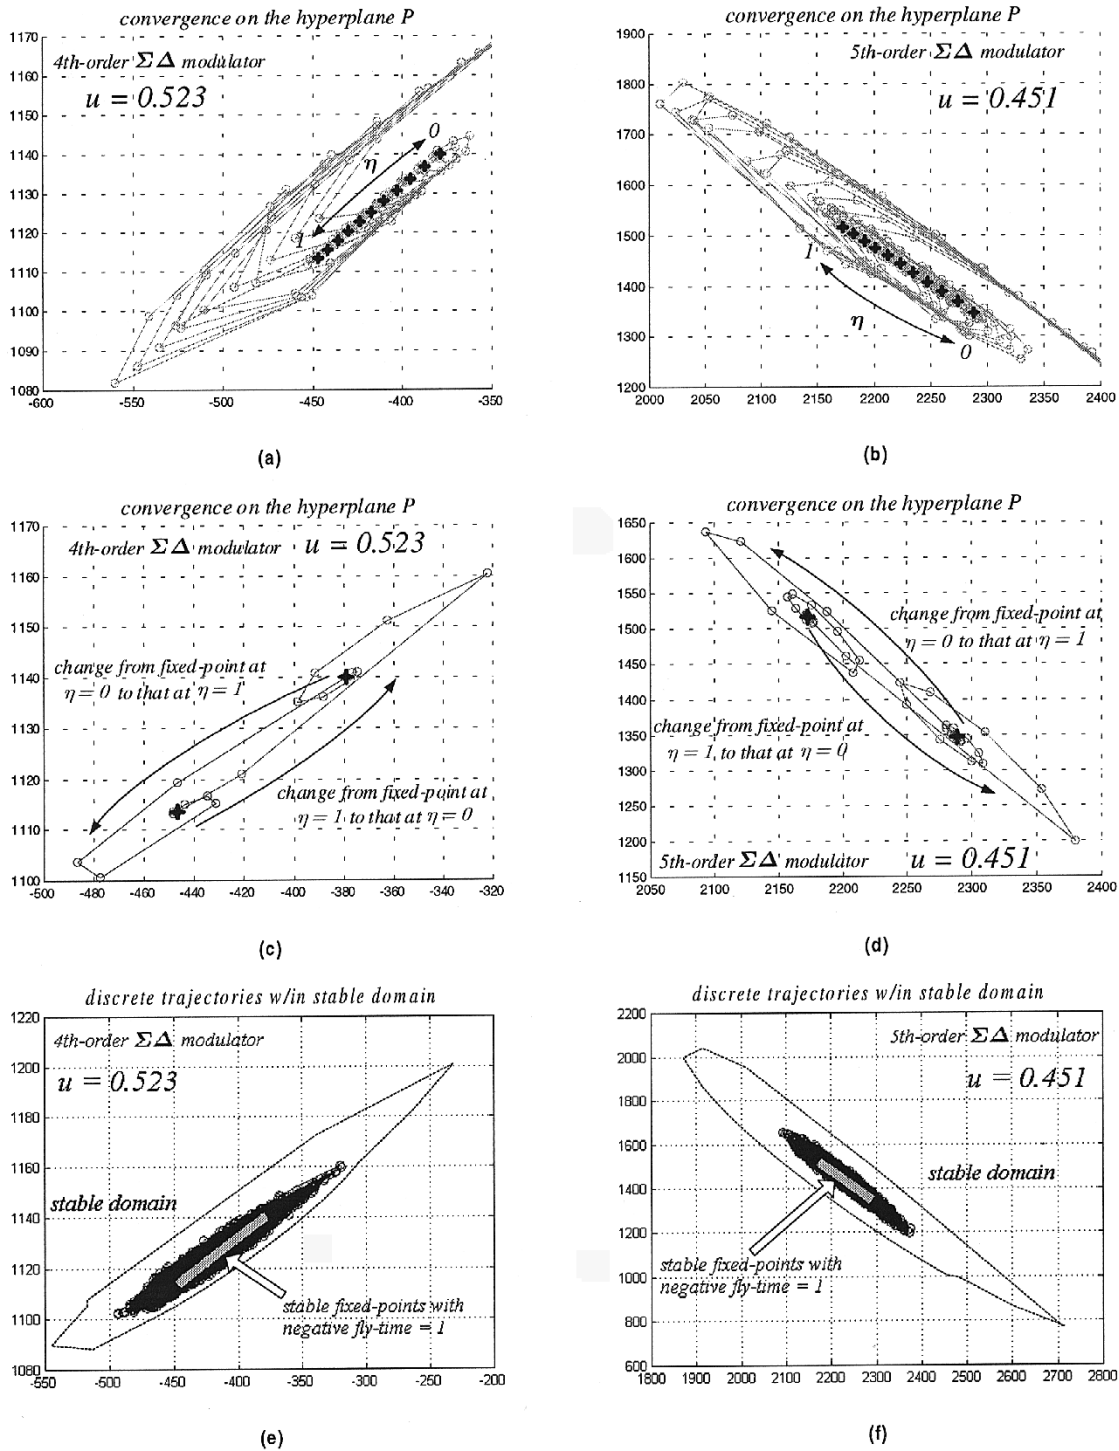 convergence on the hyperplane P
4th-order ΣΔ modulator
u = 0.523
η
0
1
1170
1160
1150
1140
1130
1120
1110
1100
1090
1080
-600
-550
-500
-450
-400
-350
(a)
convergence on the hyperplane P
5th-order ΣΔ modulator
u = 0.451
1
η
0
1900
1800
1700
1600
1500
1400
1300
1200
2000
2050
2100
2150
2200
2250
2300
2350
2400
(b)
convergence on the hyperplane P
4th-order ΣΔ modulator u = 0.523
change from fixed-point at
η = 0 to that at η = 1
change from fixed-point at
η = 1 to that at η = 0
1170
1160
1150
1140
1130
1120
1110
1100
-500
-480
-460
-440
-420
-400
-380
-360
-340
-320
(c)
convergence on the hyperplane P
change from fixed-point at
η = 0 to that at η = 1
change from fixed-point at
η = 1 to that at η = 0
5th-order ΣΔ modulator u = 0.451
1650
1600
1550
1500
1450
1400
1350
1300
1250
1200
1150
2050
2100
2150
2200
2250
2300
2350
2400
(d)
discrete trajectories w/in stable domain
4th-order ΣΔ modulator
u = 0.523
stable domain
stable fixed-points with
negative fly-time = 1
1220
1200
1180
1160
1140
1120
1100
1080
-550
-500
-450
-400
-350
-300
-250
-200
(e)
discrete trajectories w/in stable domain
5th-order ΣΔ modulator
u = 0.451
stable domain
stable fixed-points with
negative fly-time = 1
2200
2000
1800
1600
1400
1200
1000
800
600
1800
1900
2000
2100
2200
2300
2400
2500
2600
2700
2800
(f)